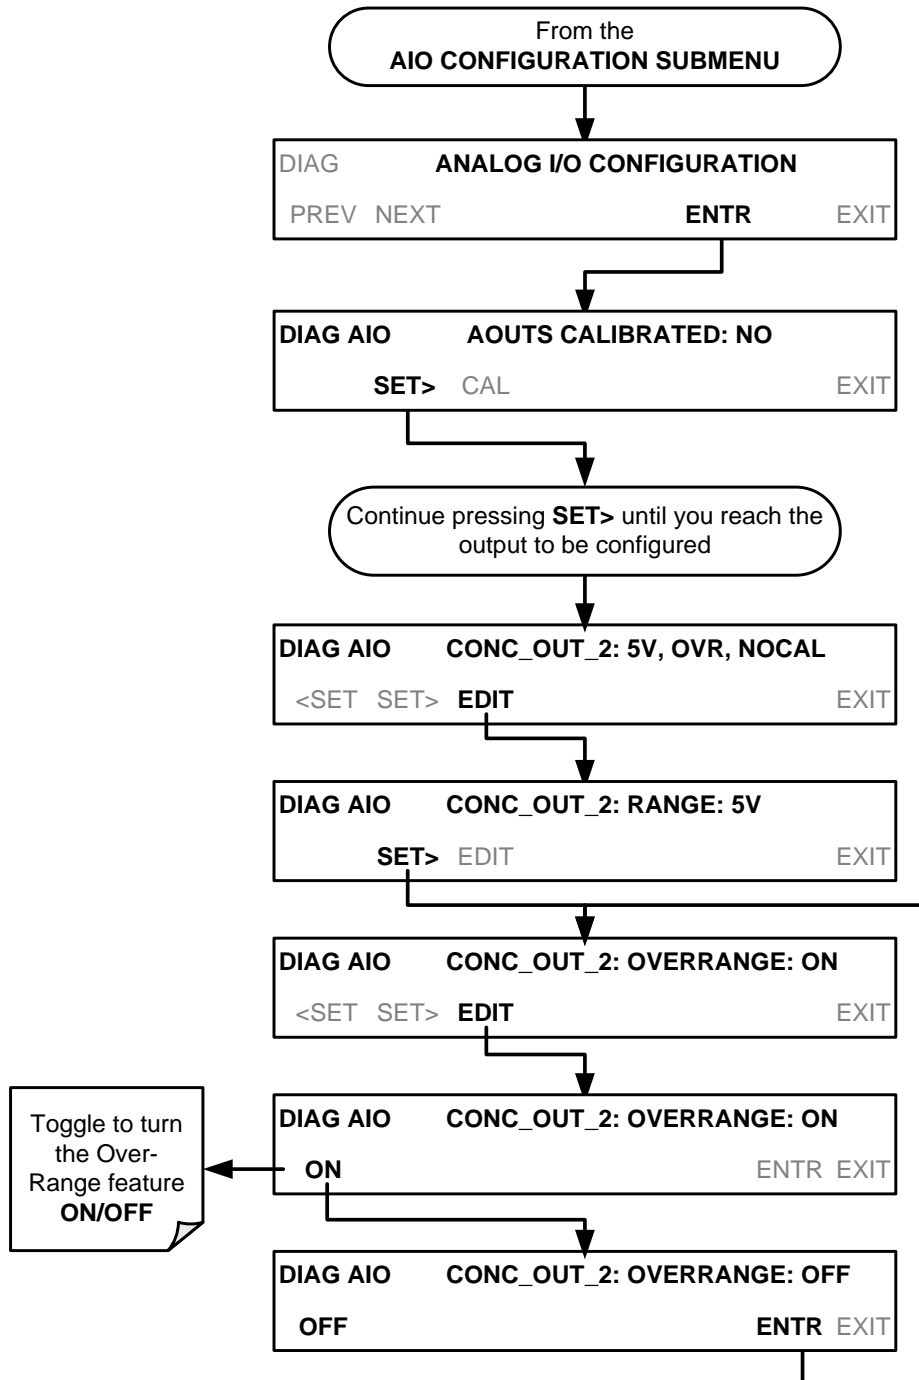 From the
AIO CONFIGURATION SUBMENU
DIAG ANALOG I/O CONFIGURATION
PREV NEXT ENTR EXIT
DIAG AIO AOUTS CALIBRATED: NO
SET> CAL EXIT
Continue pressing SET> until you reach the
output to be configured
DIAG AIO CONC_OUT_2: 5V, OVR, NOCAL
<SET SET> EDIT EXIT
DIAG AIO CONC_OUT_2: RANGE: 5V
SET> EDIT EXIT
DIAG AIO CONC_OUT_2: OVERRANGE: ON
<SET SET> EDIT EXIT
DIAG AIO CONC_OUT_2: OVERRANGE: ON
ON ENTR EXIT
Toggle to turn
the Over-
Range feature
ON/OFF
DIAG AIO CONC_OUT_2: OVERRANGE: OFF
OFF ENTR EXIT